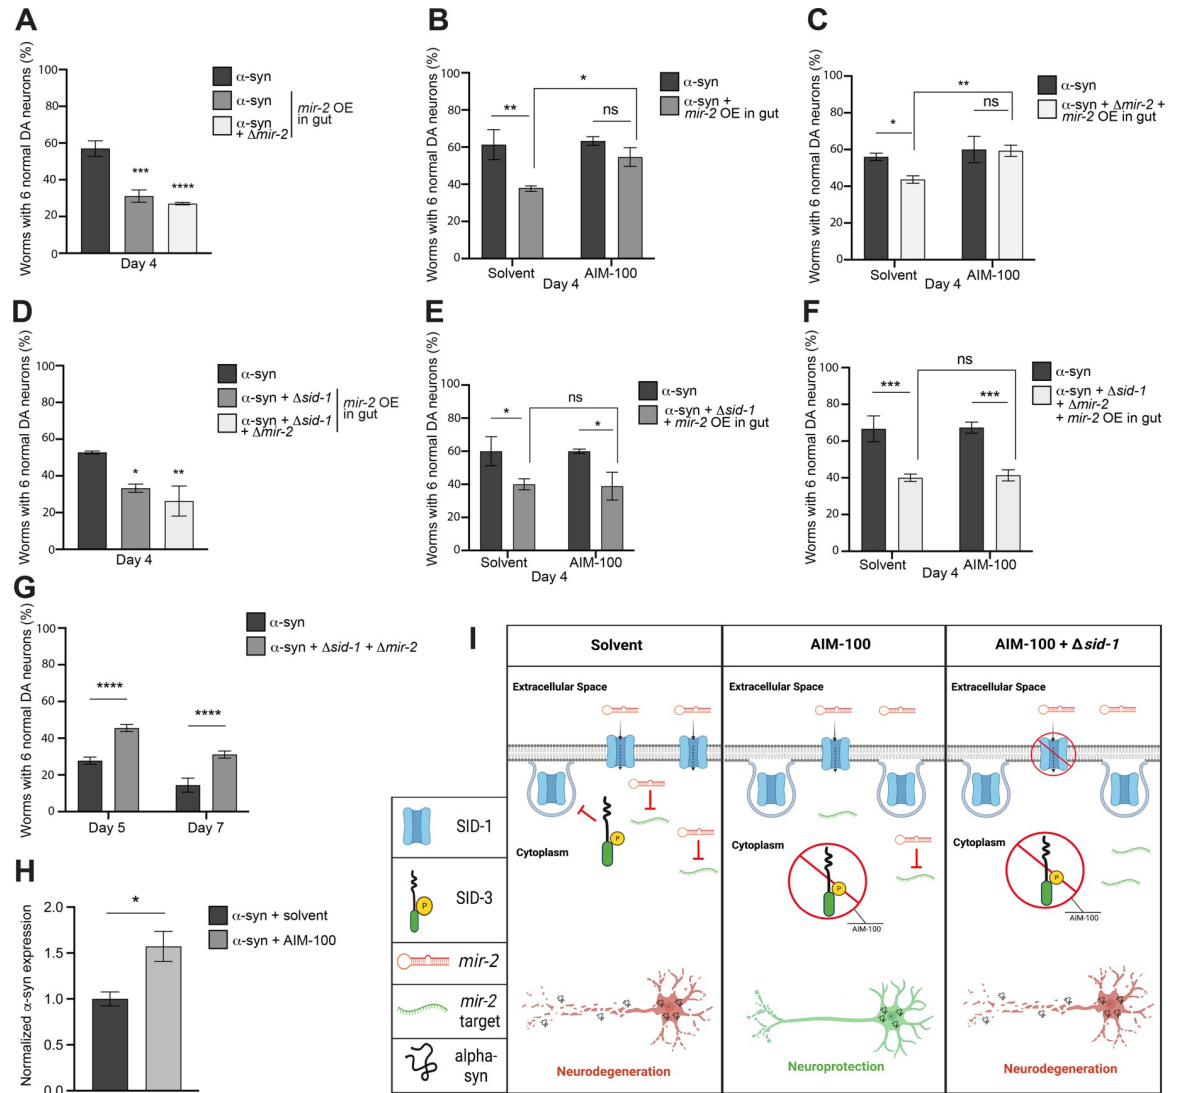 A
Worms with 6 normal DA neurons (%)
100
80
60
40
20
0
***
****
Day 4
α-syn
α-syn
α-syn
+ Δmir-2
mir-2 OE
in gut
B
Worms with 6 normal DA neurons (%)
100
80
60
40
20
0
**
*
ns
Solvent
AIM-100
Day 4
α-syn
α-syn +
mir-2 OE in gut
C
Worms with 6 normal DA neurons (%)
100
80
60
40
20
0
*
**
ns
Solvent
AIM-100
Day 4
α-syn
α-syn + Δmir-2 +
mir-2 OE in gut
D
Worms with 6 normal DA neurons (%)
100
80
60
40
20
0
*
**
Day 4
α-syn
α-syn + Δsid-1
α-syn + Δsid-1
+ Δmir-2
mir-2 OE
in gut
E
Worms with 6 normal DA neurons (%)
100
80
60
40
20
0
*
ns
*
Solvent
AIM-100
Day 4
α-syn
α-syn + Δsid-1
+ mir-2 OE in gut
F
Worms with 6 normal DA neurons (%)
100
80
60
40
20
0
***
ns
***
Solvent
AIM-100
Day 4
α-syn
α-syn + Δsid-1
+ Δmir-2
+ mir-2 OE in gut
G
Worms with 6 normal DA neurons (%)
100
80
60
40
20
0
****
****
Day 5
Day 7
α-syn
α-syn + Δsid-1 + Δmir-2
H
Normalized α-syn expression
2.0
1.5
1.0
0.5
0.0
*
α-syn + solvent
α-syn + AIM-100
I
Solvent
AIM-100
AIM-100 + Δsid-1
Extracellular Space
Extracellular Space
Extracellular Space
P
Cytoplasm
P
AIM-100
Cytoplasm
P
AIM-100
Cytoplasm
SID-1
P
SID-3
mir-2
mir-2
target
alpha-
syn
Neurodegeneration
Neuroprotection
Neurodegeneration